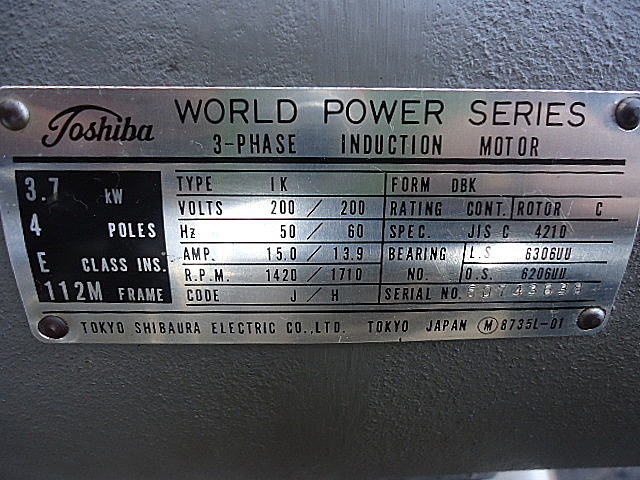 Toshiba WORLD POWER SERIES
3-PHASE INDUCTION MOTOR
3.7 kW
4 POLES
E CLASS INS.
112M FRAME
TYPE IK FORM DBK
VOLTS 200 / 200 RATING CONT. ROTOR C
Hz 50 / 60 SPEC. JIS C 4210
AMP. 15.0 / 13.9 BEARING L.S 6306UU
R.P.M. 1420 / 1710 NO. O.S. 6206UU
CODE J / H SERIAL NO.
TOKYO SHIBAURA ELECTRIC CO., LTD. TOKYO JAPAN M 8735L-01